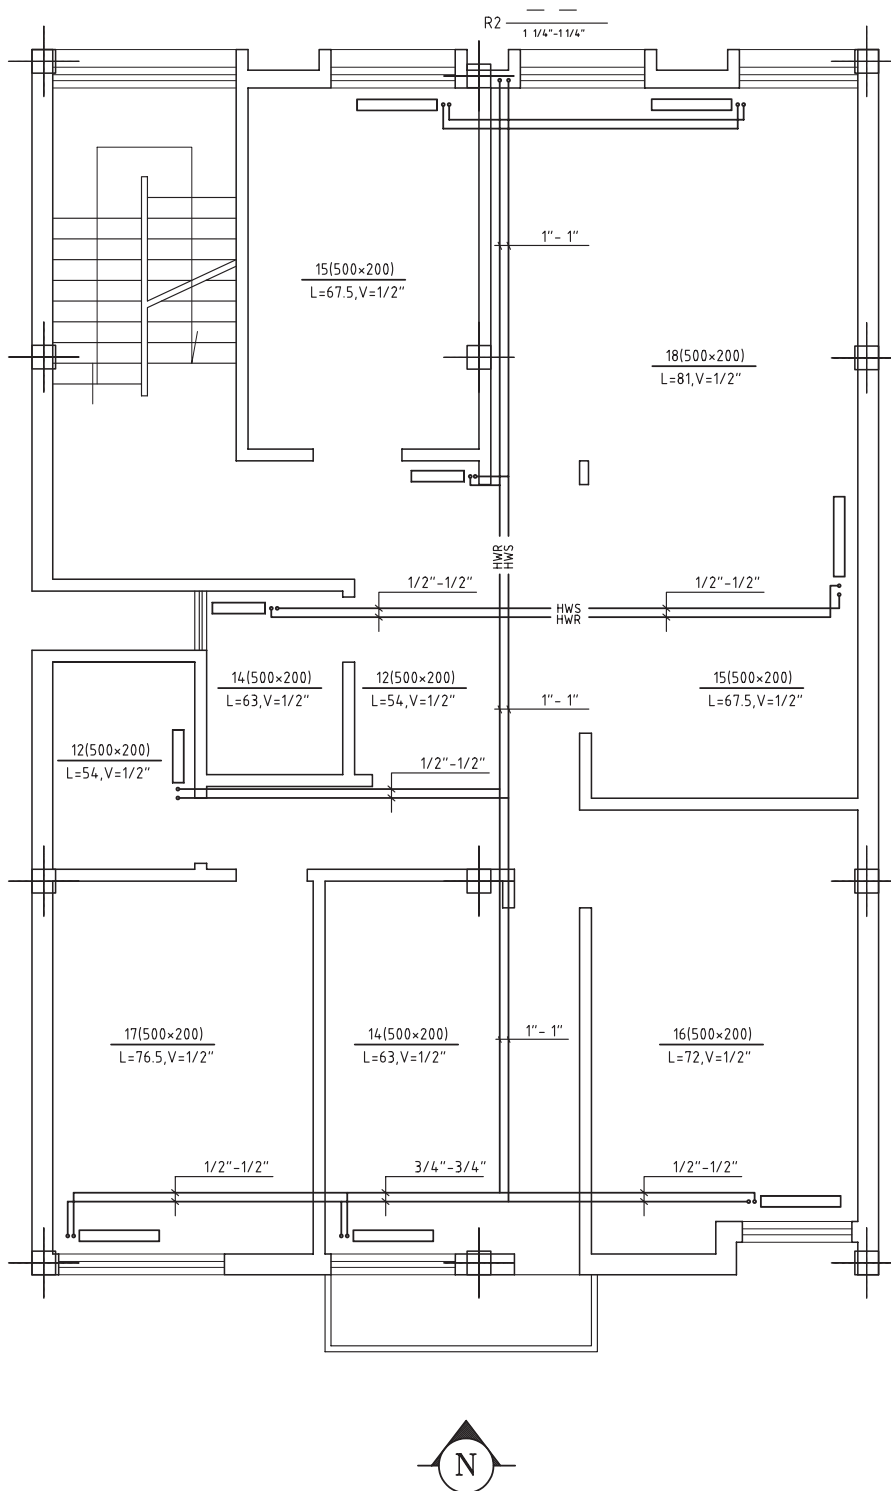 R2
1 1/4"-1 1/4"
1"- 1"
15(500×200)
L=67.5,V=1/2"
18(500×200)
L=81,V=1/2"
HWR
HWS
1/2"-1/2"
1/2"-1/2"
HWS
HWR
14(500×200)
L=63,V=1/2"
12(500×200)
L=54,V=1/2"
15(500×200)
L=67.5,V=1/2"
1"- 1"
12(500×200)
L=54,V=1/2"
1/2"-1/2"
17(500×200)
L=76.5,V=1/2"
14(500×200)
L=63,V=1/2"
1"- 1"
16(500×200)
L=72,V=1/2"
1/2"-1/2"
3/4"-3/4"
1/2"-1/2"
N